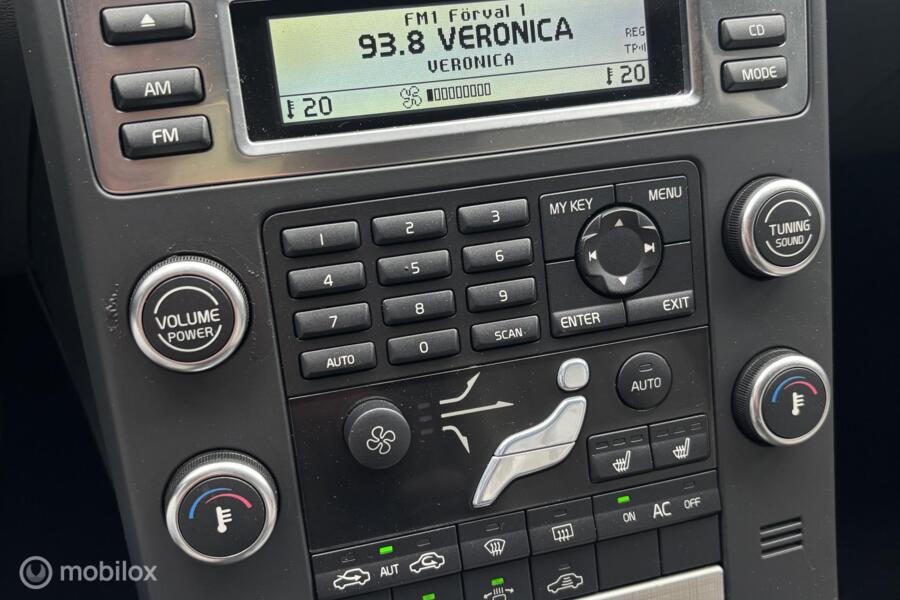 FM1 Förval 1
93.8 VERONICA
VERONICA
REG
TP
20
20
AM
FM
CD
MODE
VOLUME
POWER
1
2
3
4
5
6
7
8
9
AUTO
0
SCAN
MY KEY
MENU
ENTER
EXIT
TUNING
SOUND
AUTO
ON AC OFF
AUT
mobilox